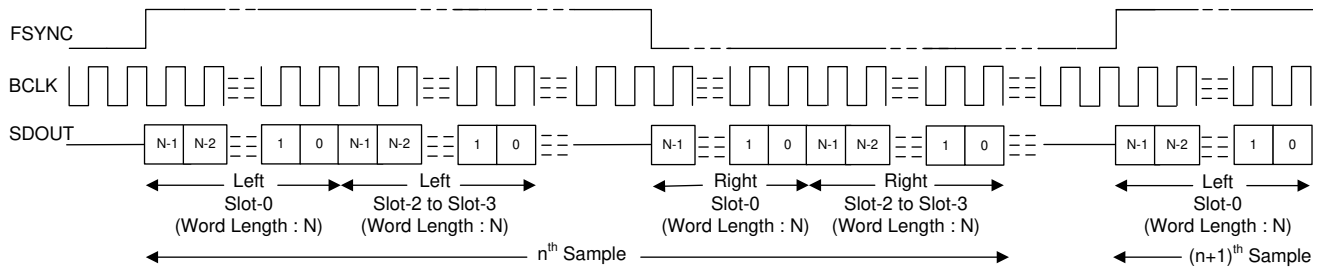 FSYNC
BCLK
SDOUT
N-1 N-2 1 0 N-1 N-2 1 0 N-1 1 0 N-1 N-2 1 0 N-1 N-2 1 0
Left Left Right Right Left
Slot-0 Slot-2 to Slot-3 Slot-0 Slot-2 to Slot-3 Slot-0
(Word Length : N) (Word Length : N) (Word Length : N) (Word Length : N) (Word Length : N)
nth Sample (n+1)th Sample